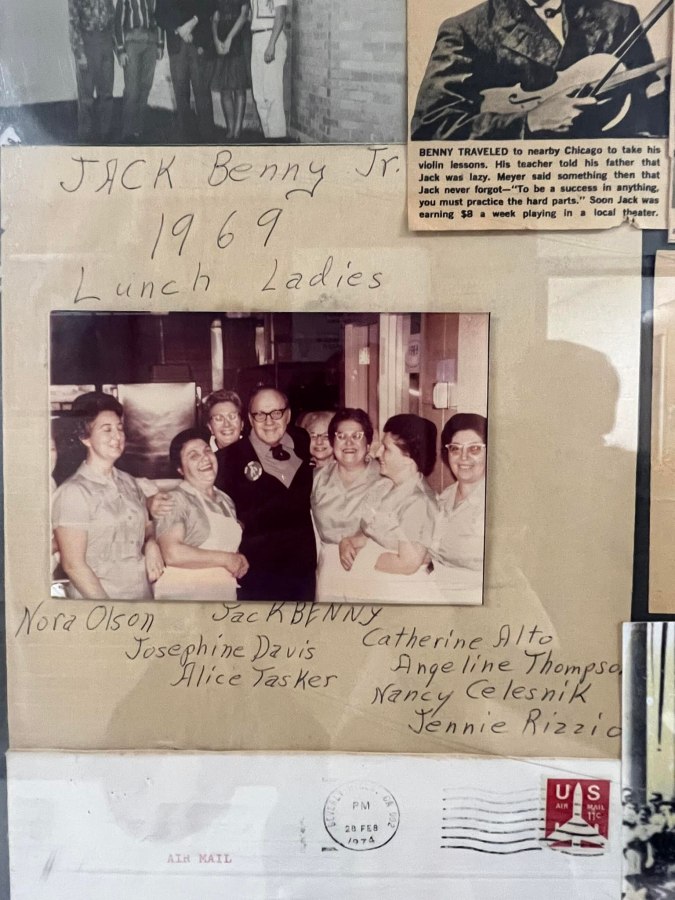 BENNY TRAVELED to nearby Chicago to take his
violin lessons. His teacher told his father that
Jack was lazy. Meyer said something then that
Jack never forgot—"To be a success in anything,
you must practice the hard parts." Soon Jack was
earning $8 a week playing in a local theater.
JACK Benny Jr.
1969
Lunch Ladies
Nora Olson
Jack BENNY
Josephine Davis
Alice Tasker
Catherine Alto
Angeline Thompso
Nancy Celesnik
Jennie Rizzio
PM
28 FEB
1974
US
AIR MAIL
11c
AIR MAIL